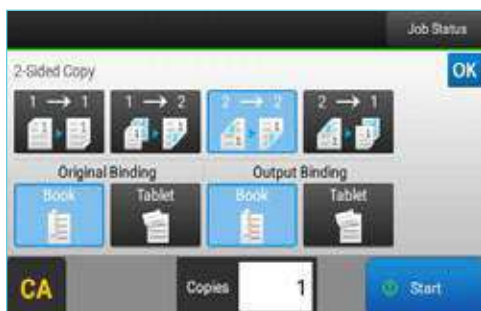 Job Status
2-Sided Copy
OK
1 → 1
1 → 2
2 → 2
2 → 1
Original Binding
Output Binding
Book
Tablet
Book
Tablet
CA
Copies
1
Start